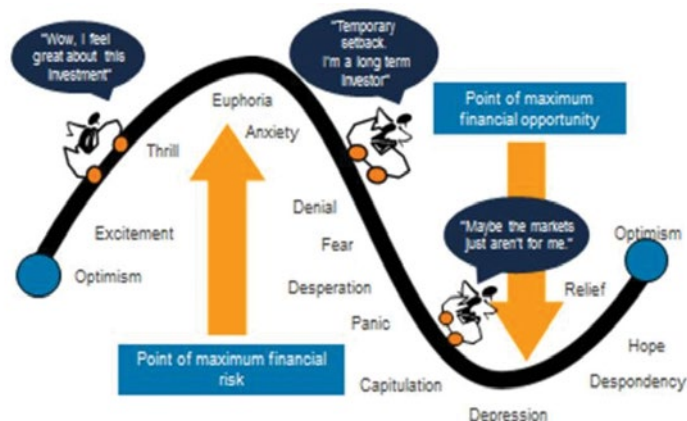 "Wow, I feel
great about this
Investment"
"Temporary
setback.
I'm a long term
Investor"
Point of maximum
financial opportunity
Euphoria
Anxiety
Thrill
Denial
Excitement
Fear
"Maybe the markets
just aren't for me."
Optimism
Optimism
Desperation
Relief
Panic
Hope
Point of maximum financial
risk
Capitulation
Despondency
Depression